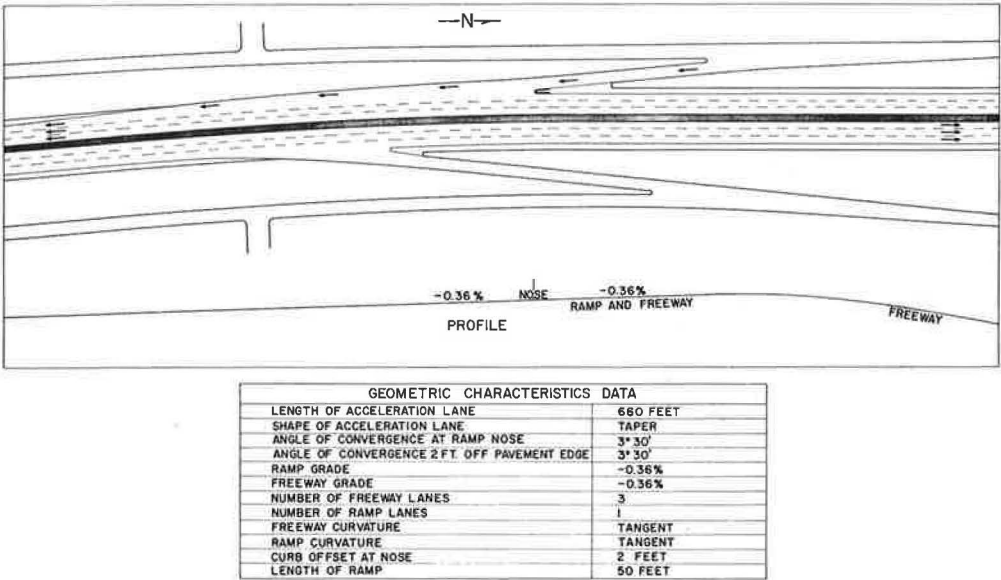 N
-0.36% NOSE -0.36%
RAMP AND FREEWAY
FREEWAY
PROFILE
GEOMETRIC CHARACTERISTICS DATA
LENGTH OF ACCELERATION LANE 660 FEET
SHAPE OF ACCELERATION LANE TAPER
ANGLE OF CONVERGENCE AT RAMP NOSE 3°30'
ANGLE OF CONVERGENCE 2 FT. OFF PAVEMENT EDGE 3°30'
RAMP GRADE -0.36%
FREEWAY GRADE -0.36%
NUMBER OF FREEWAY LANES 3
NUMBER OF RAMP LANES 1
FREEWAY CURVATURE TANGENT
RAMP CURVATURE TANGENT
CURB OFFSET AT NOSE 2 FEET
LENGTH OF RAMP 50 FEET